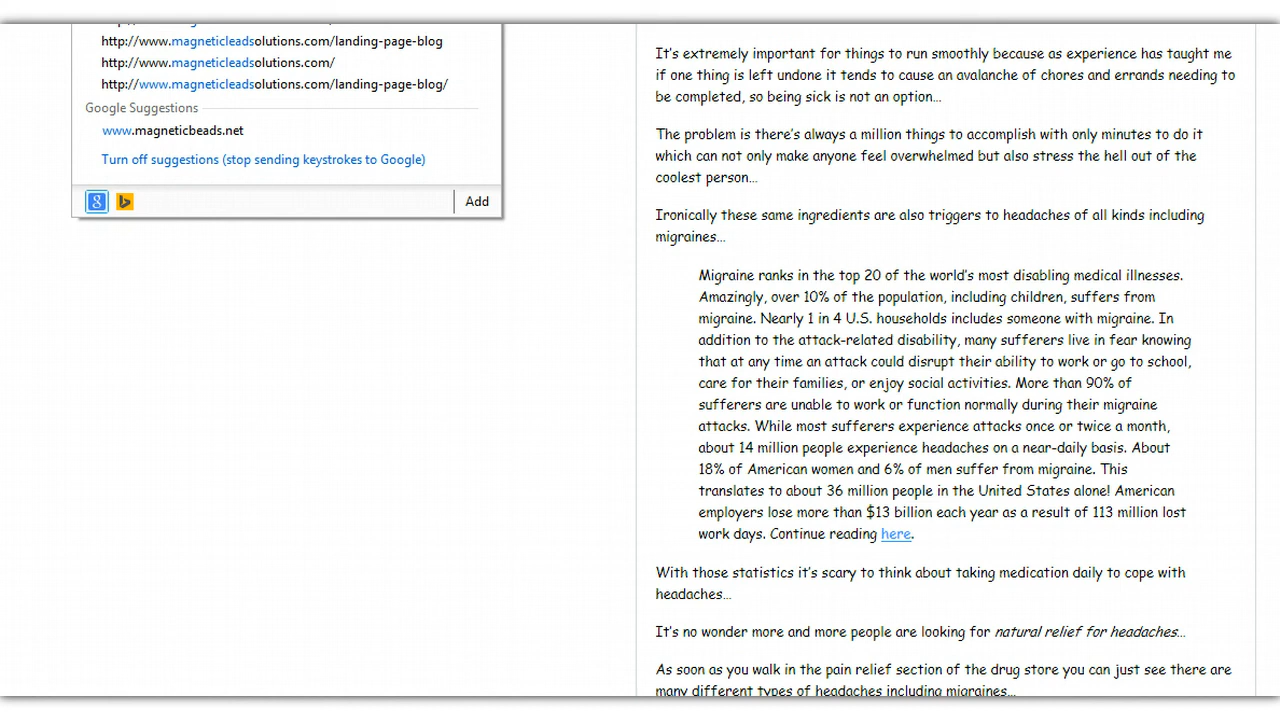 http://www.magneticleadsolutions.com/landing-page-blog
http://www.magneticleadsolutions.com/
http://www.magneticleadsolutions.com/landing-page-blog/
Google Suggestions
www.magneticbeads.net
Turn off suggestions (stop sending keystrokes to Google)
Add
It's extremely important for things to run smoothly because as experience has taught me
if one thing is left undone it tends to cause an avalanche of chores and errands needing to
be completed, so being sick is not an option...
The problem is there's always a million things to accomplish with only minutes to do it
which can not only make anyone feel overwhelmed but also stress the hell out of the
coolest person...
Ironically these same ingredients are also triggers to headaches of all kinds including
migraines...
Migraine ranks in the top 20 of the world's most disabling medical illnesses.
Amazingly, over 10% of the population, including children, suffers from
migraine. Nearly 1 in 4 U.S. households includes someone with migraine. In
addition to the attack-related disability, many sufferers live in fear knowing
that at any time an attack could disrupt their ability to work or go to school,
care for their families, or enjoy social activities. More than 90% of
sufferers are unable to work or function normally during their migraine
attacks. While most sufferers experience attacks once or twice a month,
about 14 million people experience headaches on a near-daily basis. About
18% of American women and 6% of men suffer from migraine. This
translates to about 36 million people in the United States alone! American
employers lose more than $13 billion each year as a result of 113 million lost
work days. Continue reading here.
With those statistics it's scary to think about taking medication daily to cope with
headaches...
It's no wonder more and more people are looking for natural relief for headaches...
As soon as you walk in the pain relief section of the drug store you can just see there are
many different types of headaches including migraines...